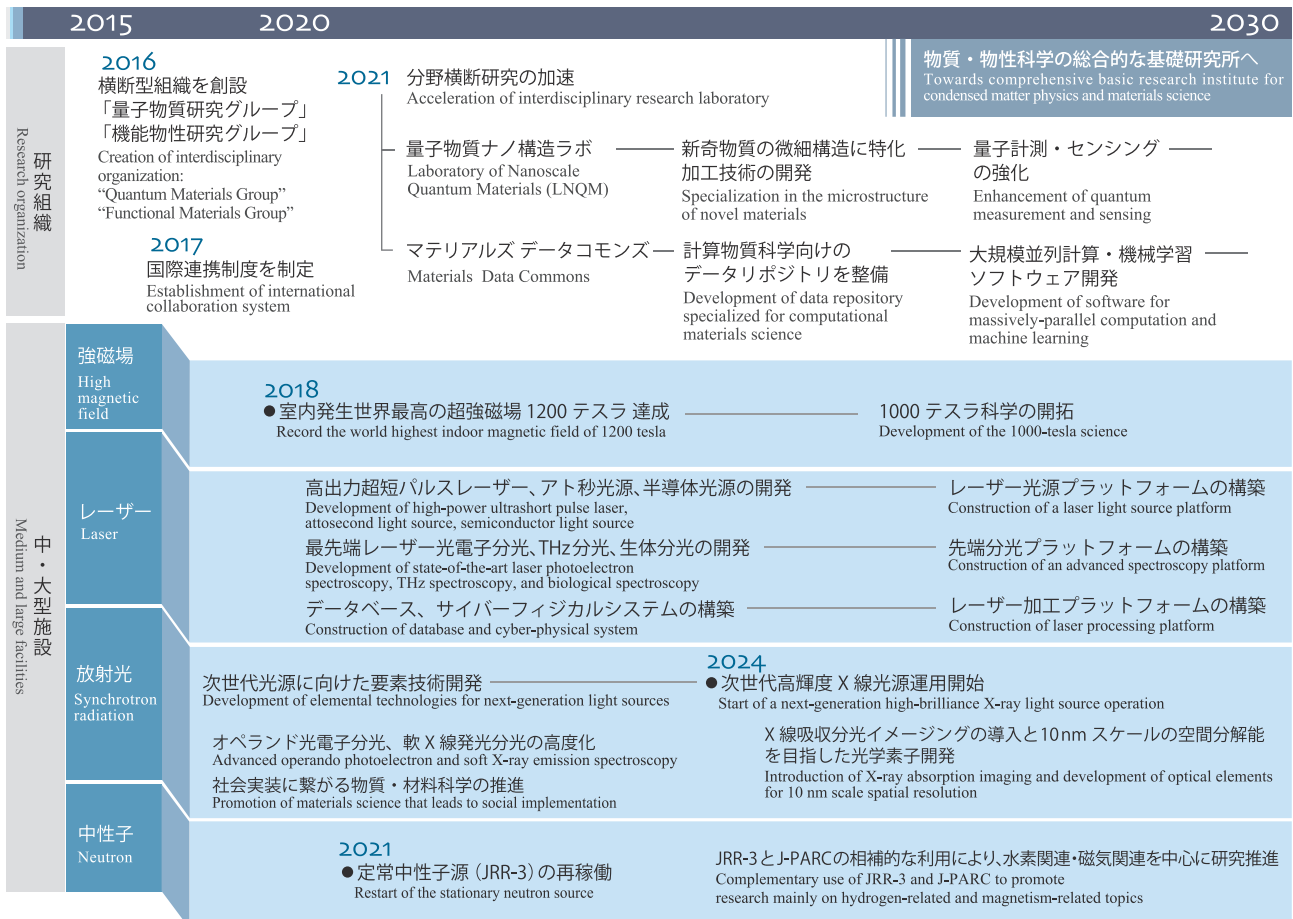 2015
2020
2030
研究組織
Research organization
2016
横断型組織を創設
「量子物質研究グループ」
「機能物性研究グループ」
Creation of interdisciplinary
organization:
“Quantum Materials Group”
“Functional Materials Group”
2017
国際連携制度を制定
Establishment of international
collaboration system
2021
分野横断研究の加速
Acceleration of interdisciplinary research laboratory
物質・物性科学の総合的な基礎研究所へ
Towards comprehensive basic research institute for
condensed matter physics and materials science
量子物質ナノ構造ラボ
Laboratory of Nanoscale
Quantum Materials (LNQM)
新奇物質の微細構造に特化
加工技術の開発
Specialization in the microstructure
of novel materials
量子計測・センシング
の強化
Enhancement of quantum
measurement and sensing
マテリアルズ データコモンズ
Materials Data Commons
計算物質科学向けの
データリポジトリを整備
Development of data repository
specialized for computational
materials science
大規模並列計算・機械学習
ソフトウェア開発
Development of software for
massively-parallel computation and
machine learning
中・大型施設
Medium and large facilities
強磁場
High
magnetic
field
2018
●室内発生世界最高の超強磁場 1200 テスラ 達成
Record the world highest indoor magnetic field of 1200 tesla
1000 テスラ科学の開拓
Development of the 1000-tesla science
レーザー
Laser
高出力超短パルスレーザー、アト秒光源、半導体光源の開発
Development of high-power ultrashort pulse laser,
attosecond light source, semiconductor light source
レーザー光源プラットフォームの構築
Construction of a laser light source platform
最先端レーザー光電子分光、THz分光、生体分光の開発
Development of state-of-the-art laser photoelectron
spectroscopy, THz spectroscopy, and biological spectroscopy
先端分光プラットフォームの構築
Construction of an advanced spectroscopy platform
データベース、サイバーフィジカルシステムの構築
Construction of database and cyber-physical system
レーザー加工プラットフォームの構築
Construction of laser processing platform
放射光
Synchrotron
radiation
次世代光源に向けた要素技術開発
Development of elemental technologies for next-generation light sources
2024
●次世代高輝度 X 線光源運用開始
Start of a next-generation high-brilliance X-ray light source operation
オペランド光電子分光、軟 X 線発光分光の高度化
Advanced operando photoelectron and soft X-ray emission spectroscopy
社会実装に繋がる物質・材料科学の推進
Promotion of materials science that leads to social implementation
X 線吸収分光イメージングの導入と10 nm スケールの空間分解能
を目指した光学素子開発
Introduction of X-ray absorption imaging and development of optical elements
for 10 nm scale spatial resolution
中性子
Neutron
2021
●定常中性子源（JRR-3）の再稼働
Restart of the stationary neutron source
JRR-3とJ-PARCの相補的な利用により、水素関連・磁気関連を中心に研究推進
Complementary use of JRR-3 and J-PARC to promote
research mainly on hydrogen-related and magnetism-related topics